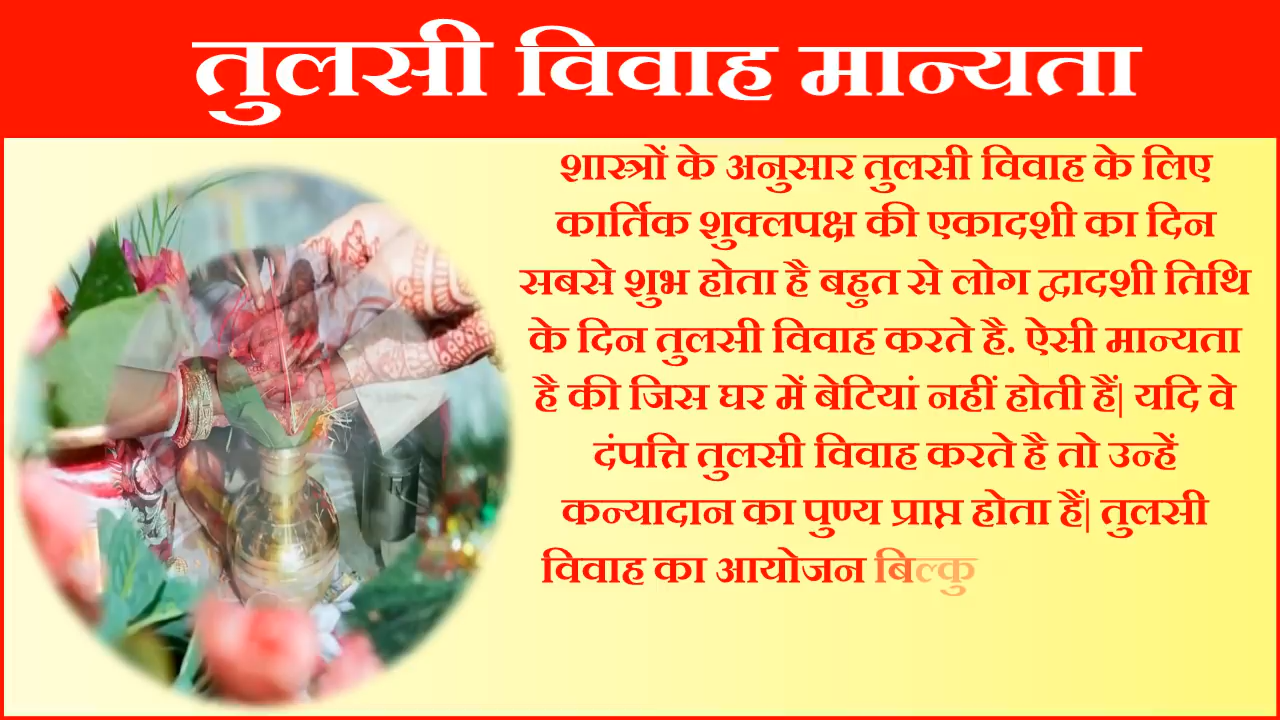 तुलसी विवाह मान्यता
शास्त्रों के अनुसार तुलसी विवाह के लिए
कार्तिक शुक्लपक्ष की एकादशी का दिन
सबसे शुभ होता है बहुत से लोग द्वादशी तिथि
के दिन तुलसी विवाह करते है. ऐसी मान्यता
है की जिस घर में बेटियां नहीं होती हैं| यदि वे
दंपत्ति तुलसी विवाह करते है तो उन्हें
कन्यादान का पुण्य प्राप्त होता हैं| तुलसी
विवाह का आयोजन बिल्कु